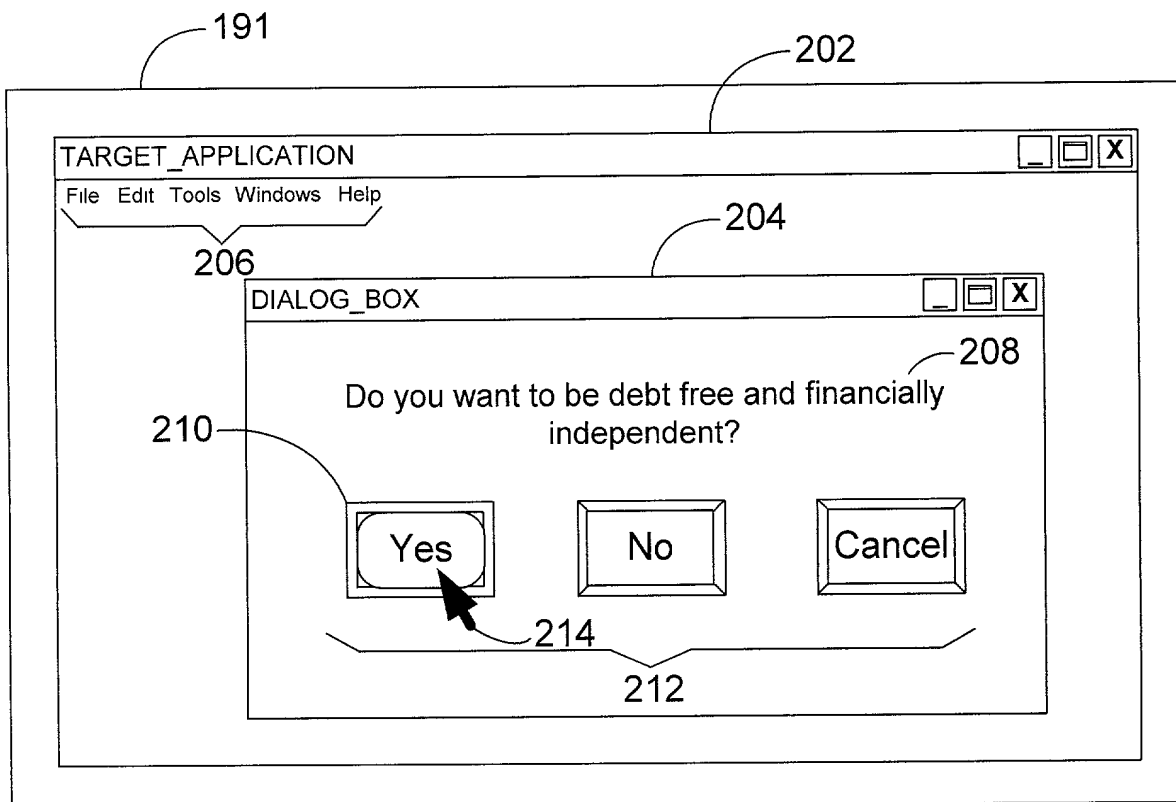 191
202
TARGET_APPLICATION
_ X
File Edit Tools Windows Help
206
204
DIALOG_BOX
_ X
208
Do you want to be debt free and financially
independent?
210
Yes No Cancel
214
212